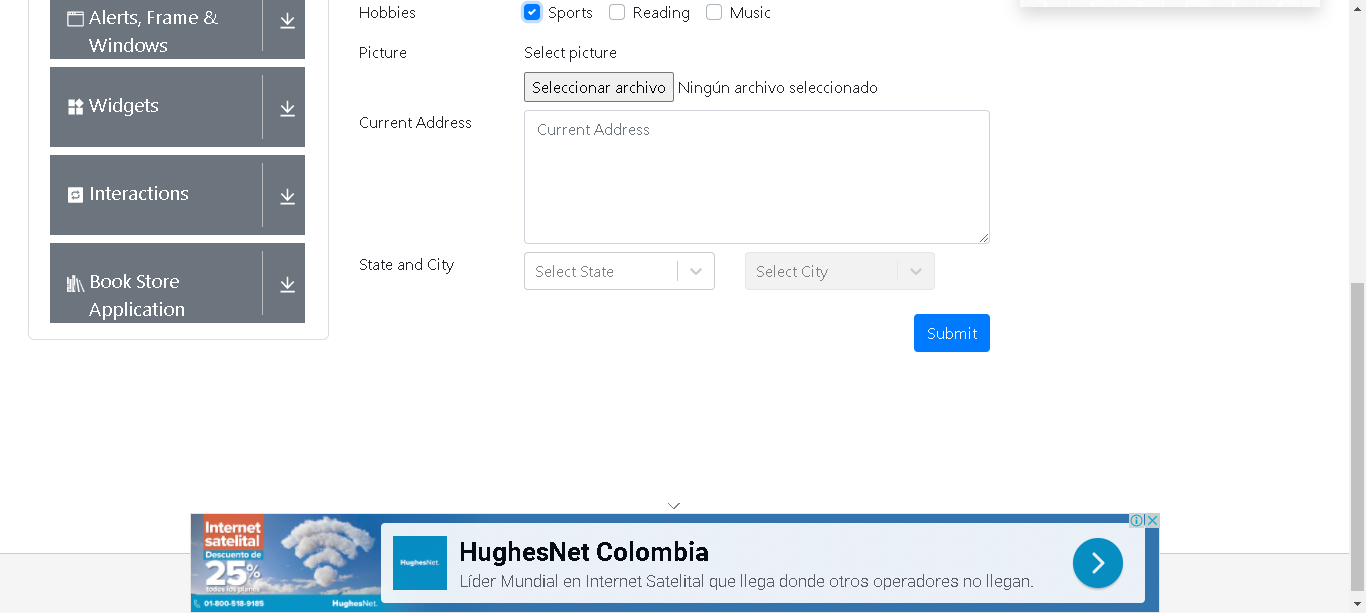 Alerts, Frame &
Windows
Widgets
Interactions
Book Store
Application
Hobbies
Sports
Reading
Music
Picture
Select picture
Seleccionar archivo Ningún archivo seleccionado
Current Address
Current Address
State and City
Select State
Select City
Submit
Internet
satelital
Descuento de
25%
todos los planes
01-800-518-9185
HughesNet.
HughesNet.
HughesNet Colombia
Líder Mundial en Internet Satelital que llega donde otros operadores no llegan.